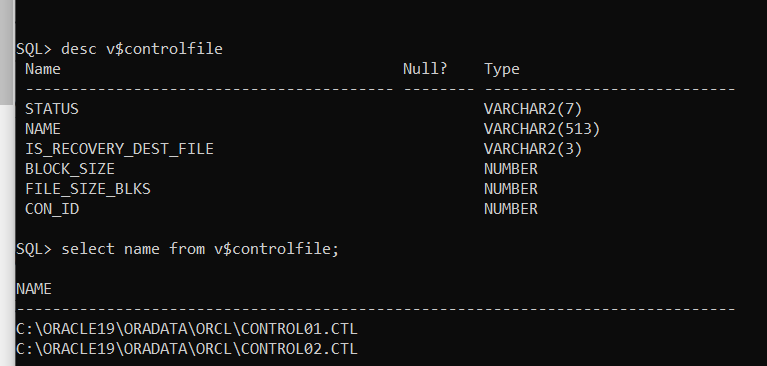 SQL> desc v$controlfile
 Name                                      Null?    Type
 ----------------------------------------- -------- ----------------------------
 STATUS                                             VARCHAR2(7)
 NAME                                               VARCHAR2(513)
 IS_RECOVERY_DEST_FILE                              VARCHAR2(3)
 BLOCK_SIZE                                         NUMBER
 FILE_SIZE_BLKS                                     NUMBER
 CON_ID                                             NUMBER

SQL> select name from v$controlfile;

NAME
--------------------------------------------------------------------------------
C:\ORACLE19\ORADATA\ORCL\CONTROL01.CTL
C:\ORACLE19\ORADATA\ORCL\CONTROL02.CTL